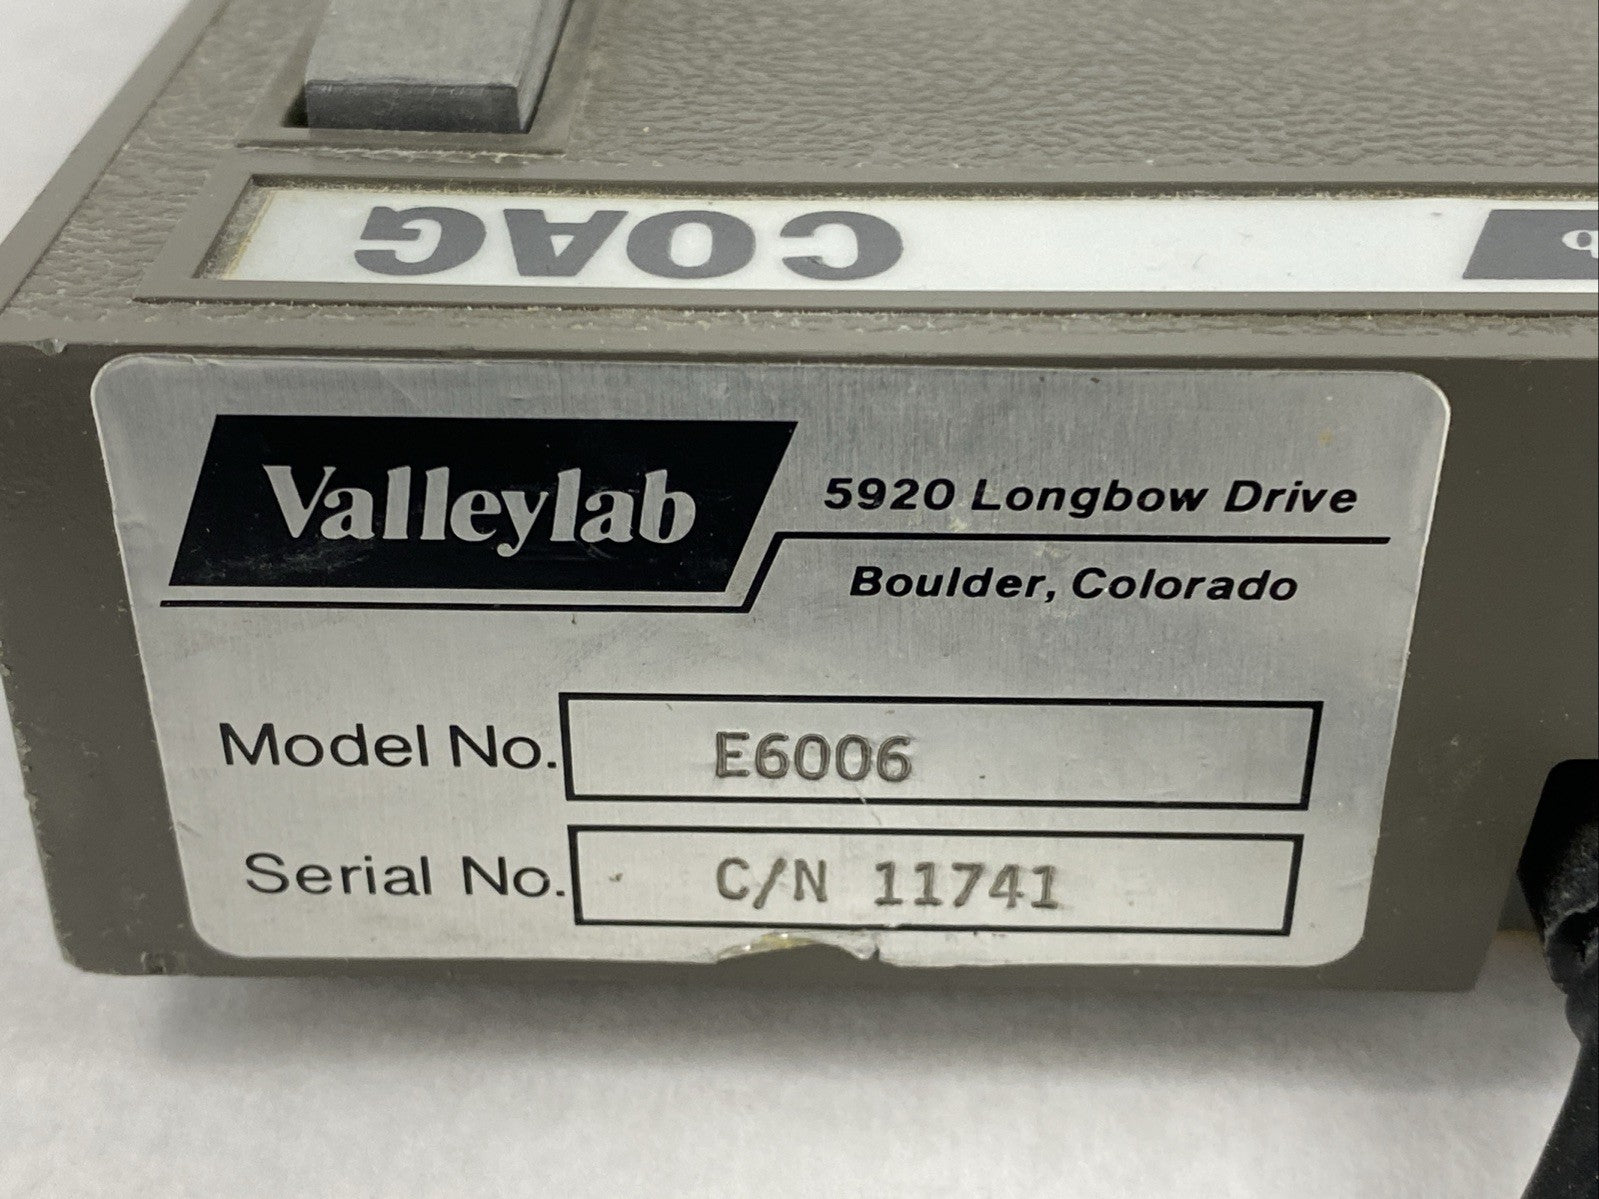 COAG
Valleylab
5920 Longbow Drive
Boulder, Colorado
Model No. E6006
Serial No. C/N 11741